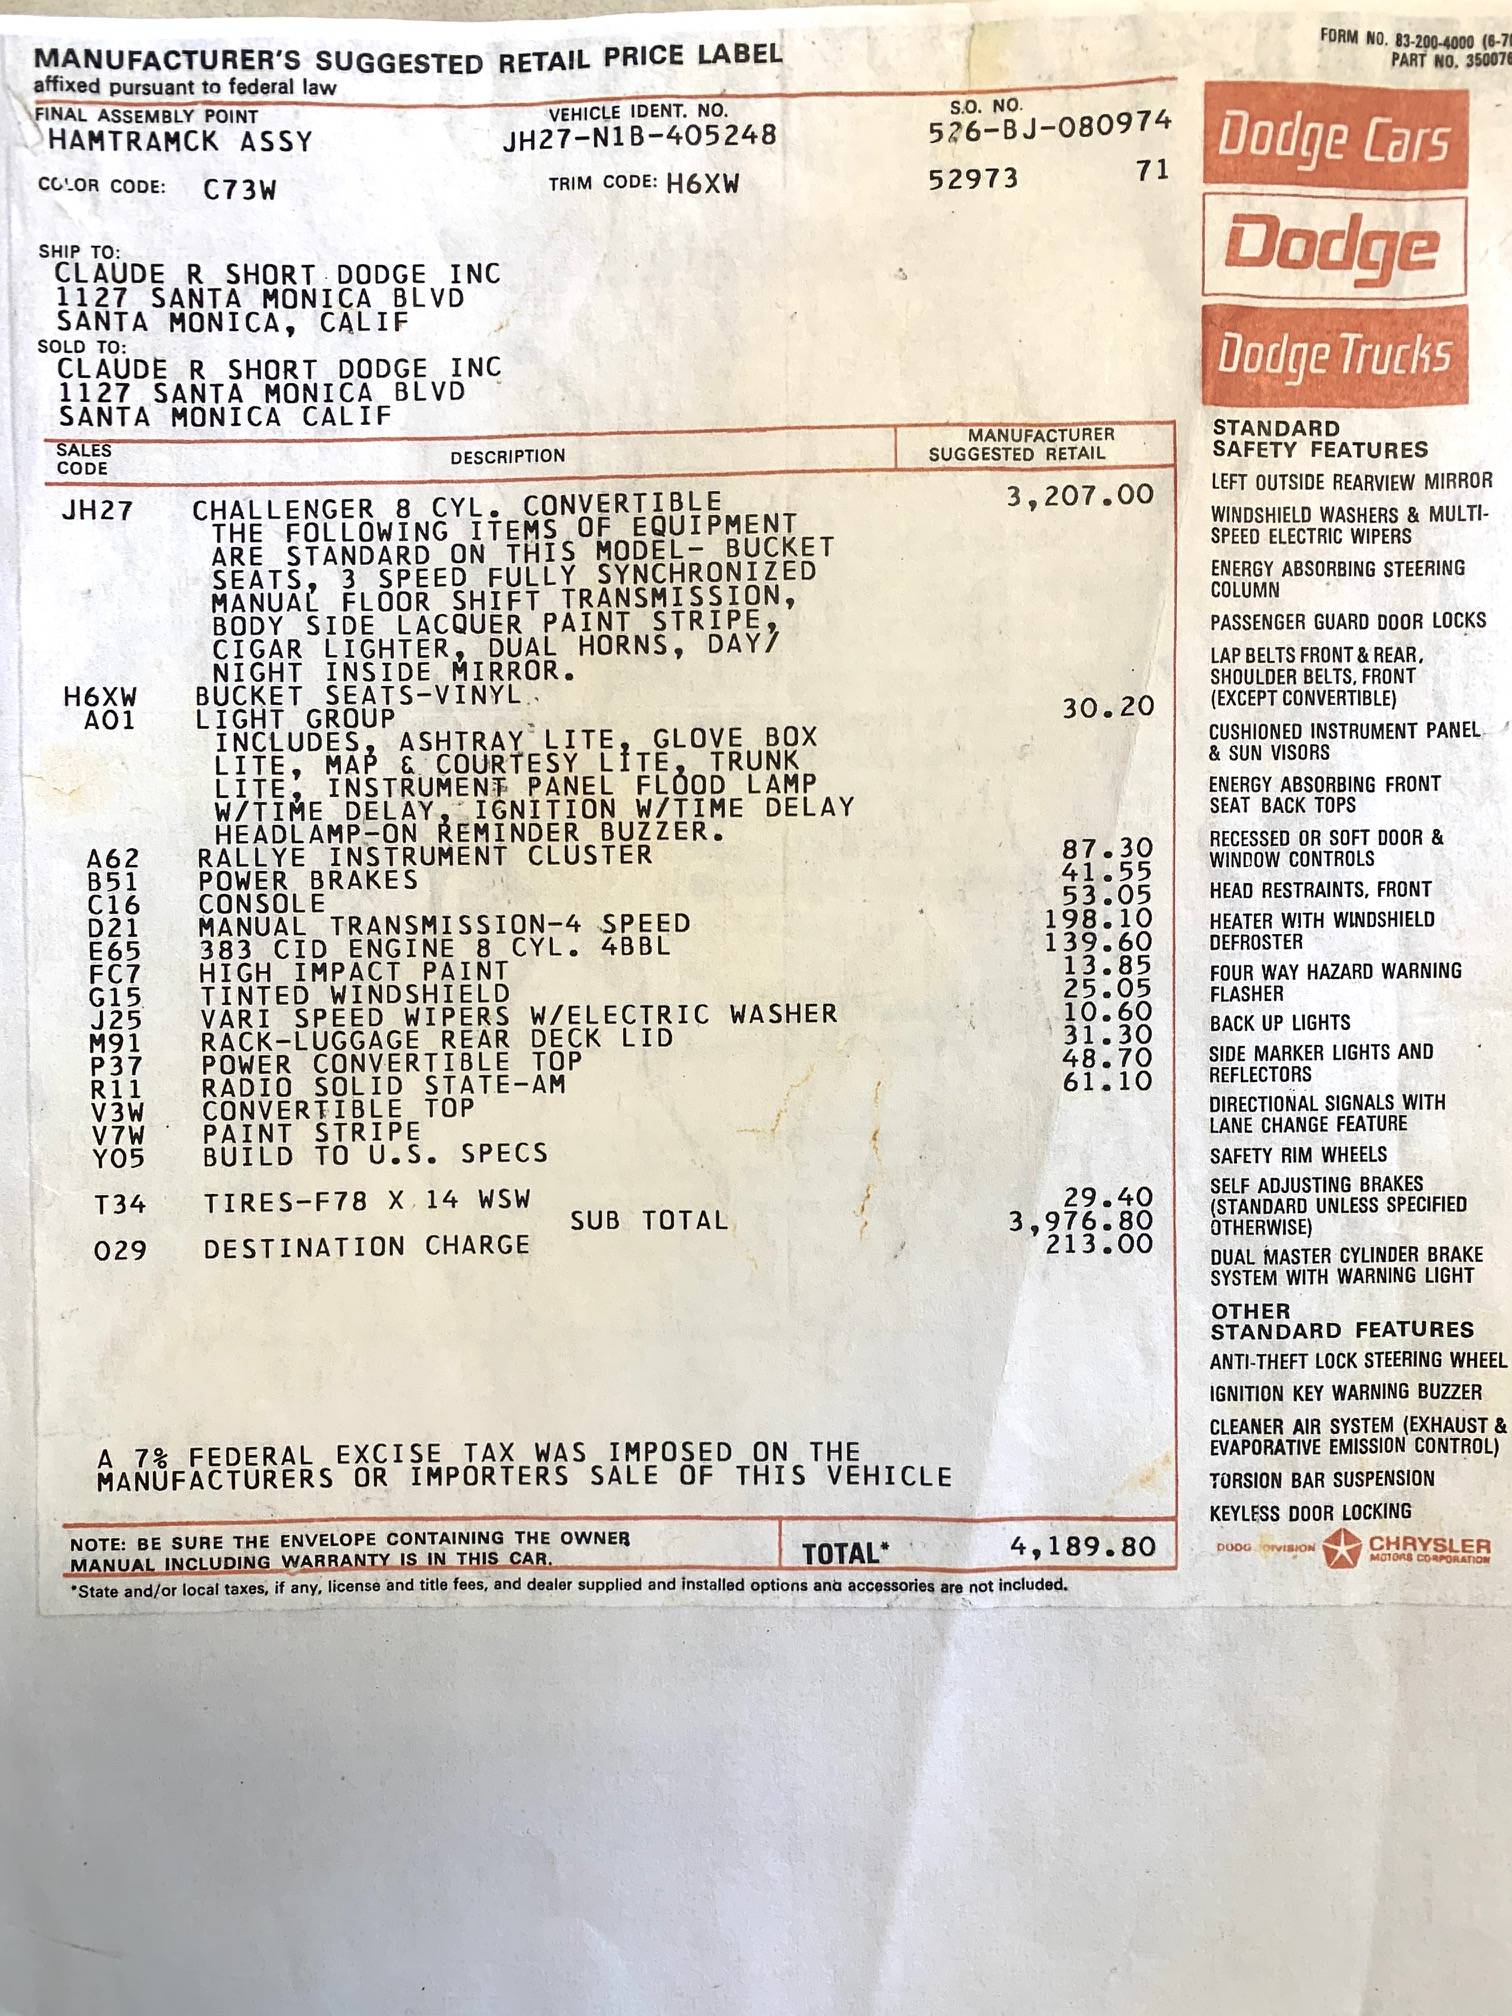 MANUFACTURER'S SUGGESTED RETAIL PRICE LABEL
affixed pursuant to federal law
FORM NO. 83-200-4000
PART NO.
FINAL ASSEMBLY POINT
HAMTRAMCK ASSY
VEHICLE IDENT. NO.
JH27-N1B-405248
S.O. NO.
526-BJ-080974
COLOR CODE: C73W
TRIM CODE: H6XW
52973 71
SHIP TO:
CLAUDE R SHORT DODGE INC
1127 SANTA MONICA BLVD
SANTA MONICA, CALIF
SOLD TO:
CLAUDE R SHORT DODGE INC
1127 SANTA MONICA BLVD
SANTA MONICA CALIF
SALES CODE DESCRIPTION MANUFACTURER SUGGESTED RETAIL
JH27 CHALLENGER 8 CYL. CONVERTIBLE 3,207.00
THE FOLLOWING ITEMS OF EQUIPMENT
ARE STANDARD ON THIS MODEL- BUCKET
SEATS, 3 SPEED FULLY SYNCHRONIZED
MANUAL FLOOR SHIFT TRANSMISSION,
BODY SIDE LACQUER PAINT STRIPE,
CIGAR LIGHTER, DUAL HORNS, DAY/
NIGHT INSIDE MIRROR.
H6XW BUCKET SEATS-VINYL
A01 LIGHT GROUP 30.20
INCLUDES, ASHTRAY LITE, GLOVE BOX
LITE, MAP & COURTESY LITE, TRUNK
LITE, INSTRUMENT PANEL FLOOD LAMP
W/TIME DELAY, IGNITION W/TIME DELAY
HEADLAMP-ON REMINDER BUZZER.
A62 RALLYE INSTRUMENT CLUSTER 87.30
B51 POWER BRAKES 41.55
C16 CONSOLE 53.05
D21 MANUAL TRANSMISSION-4 SPEED 198.10
E65 383 CID ENGINE 8 CYL. 4BBL 139.60
FC7 HIGH IMPACT PAINT 13.85
G15 TINTED WINDSHIELD 25.05
J25 VARI SPEED WIPERS W/ELECTRIC WASHER 10.60
M91 RACK-LUGGAGE REAR DECK LID 31.30
P37 POWER CONVERTIBLE TOP 48.70
R11 RADIO SOLID STATE-AM 61.10
V3W CONVERTIBLE TOP
V7W PAINT STRIPE
Y05 BUILD TO U.S. SPECS
T34 TIRES-F78 X 14 WSW 29.40
SUB TOTAL 3,976.80
029 DESTINATION CHARGE 213.00
A 7% FEDERAL EXCISE TAX WAS IMPOSED ON THE
MANUFACTURERS OR IMPORTERS SALE OF THIS VEHICLE
NOTE: BE SURE THE ENVELOPE CONTAINING THE OWNER
MANUAL INCLUDING WARRANTY IS IN THIS CAR.
TOTAL* 4,189.80
*State and/or local taxes, if any, license and title fees, and dealer supplied and installed options and accessories are not included.
Dodge Cars
Dodge
Dodge Trucks
STANDARD
SAFETY FEATURES
LEFT OUTSIDE REARVIEW MIRROR
WINDSHIELD WASHERS & MULTI-
SPEED ELECTRIC WIPERS
ENERGY ABSORBING STEERING
COLUMN
PASSENGER GUARD DOOR LOCKS
LAP BELTS FRONT & REAR,
SHOULDER BELTS, FRONT
(EXCEPT CONVERTIBLE)
CUSHIONED INSTRUMENT PANEL
& SUN VISORS
ENERGY ABSORBING FRONT
SEAT BACK TOPS
RECESSED OR SOFT DOOR &
WINDOW CONTROLS
HEAD RESTRAINTS, FRONT
HEATER WITH WINDSHIELD
DEFROSTER
FOUR WAY HAZARD WARNING
FLASHER
BACK UP LIGHTS
SIDE MARKER LIGHTS AND
REFLECTORS
DIRECTIONAL SIGNALS WITH
LANE CHANGE FEATURE
SAFETY RIM WHEELS
SELF ADJUSTING BRAKES
(STANDARD UNLESS SPECIFIED
OTHERWISE)
DUAL MASTER CYLINDER BRAKE
SYSTEM WITH WARNING LIGHT
OTHER
STANDARD FEATURES
ANTI-THEFT LOCK STEERING WHEEL
IGNITION KEY WARNING BUZZER
CLEANER AIR SYSTEM (EXHAUST &
EVAPORATIVE EMISSION CONTROL)
TORSION BAR SUSPENSION
KEYLESS DOOR LOCKING
DIVISION CHRYSLER
MOTORS CORPORATION